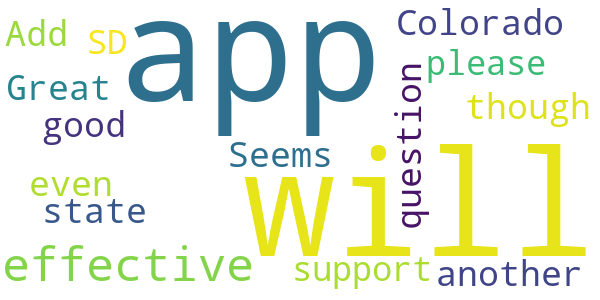 Add
SD
app
Colorado
please
Great
though
good
question
Seems
even
will
state
effective
support
another